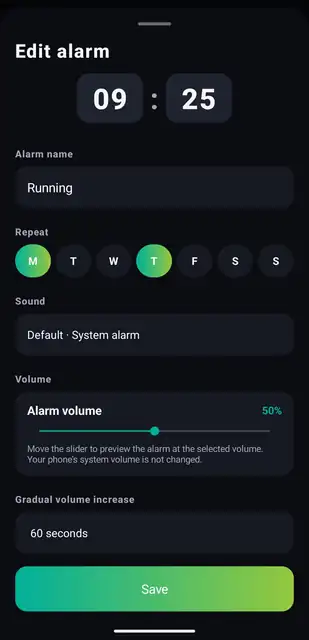 Edit alarm
09 : 25
Alarm name
Running
Repeat
M T W T F S S
Sound
Default · System alarm
Volume
Alarm volume 50%
Move the slider to preview the alarm at the selected volume.
Your phone's system volume is not changed.
Gradual volume increase
60 seconds
Save